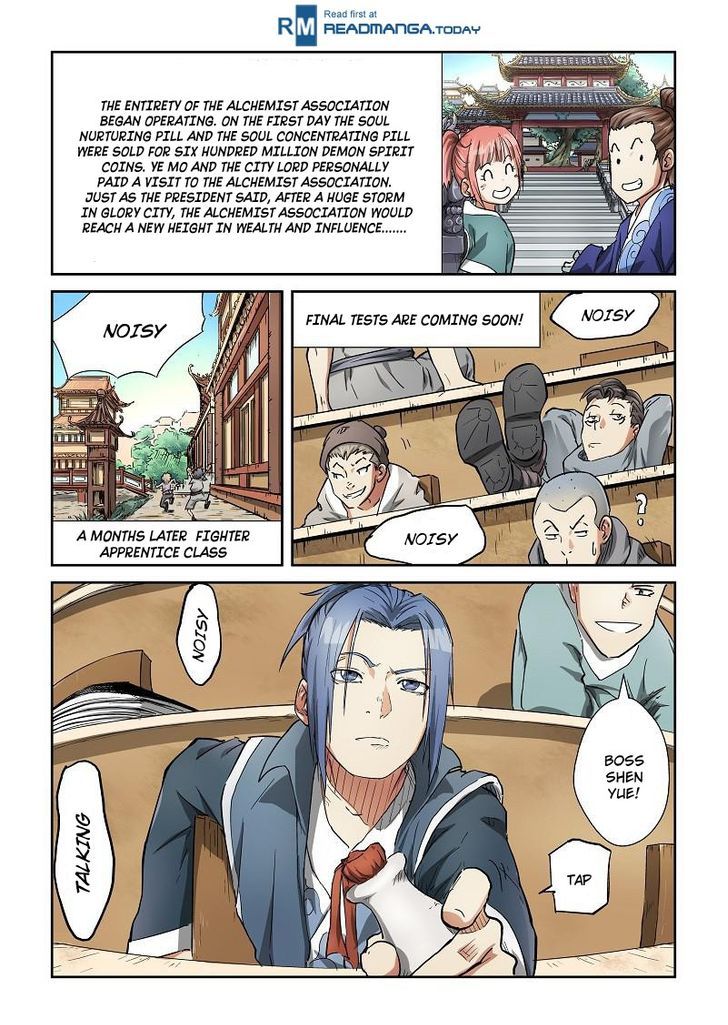 RM
Read first at
READMANGA.TODAY
THE ENTIRETY OF THE ALCHEMIST ASSOCIATION
BEGAN OPERATING. ON THE FIRST DAY THE SOUL
NURTURING PILL AND THE SOUL CONCENTRATING PILL
WERE SOLD FOR SIX HUNDRED MILLION DEMON SPIRIT
COINS. YE MO AND THE CITY LORD PERSONALLY
PAID A VISIT TO THE ALCHEMIST ASSOCIATION.
JUST AS THE PRESIDENT SAID, AFTER A HUGE STORM
IN GLORY CITY, THE ALCHEMIST ASSOCIATION WOULD
REACH A NEW HEIGHT IN WEALTH AND INFLUENCE.......
NOISY
A MONTHS LATER FIGHTER
APPRENTICE CLASS
FINAL TESTS ARE COMING SOON!
NOISY
?
NOISY
NOISY
BOSS
SHEN
YUE!
TALKING
TAP